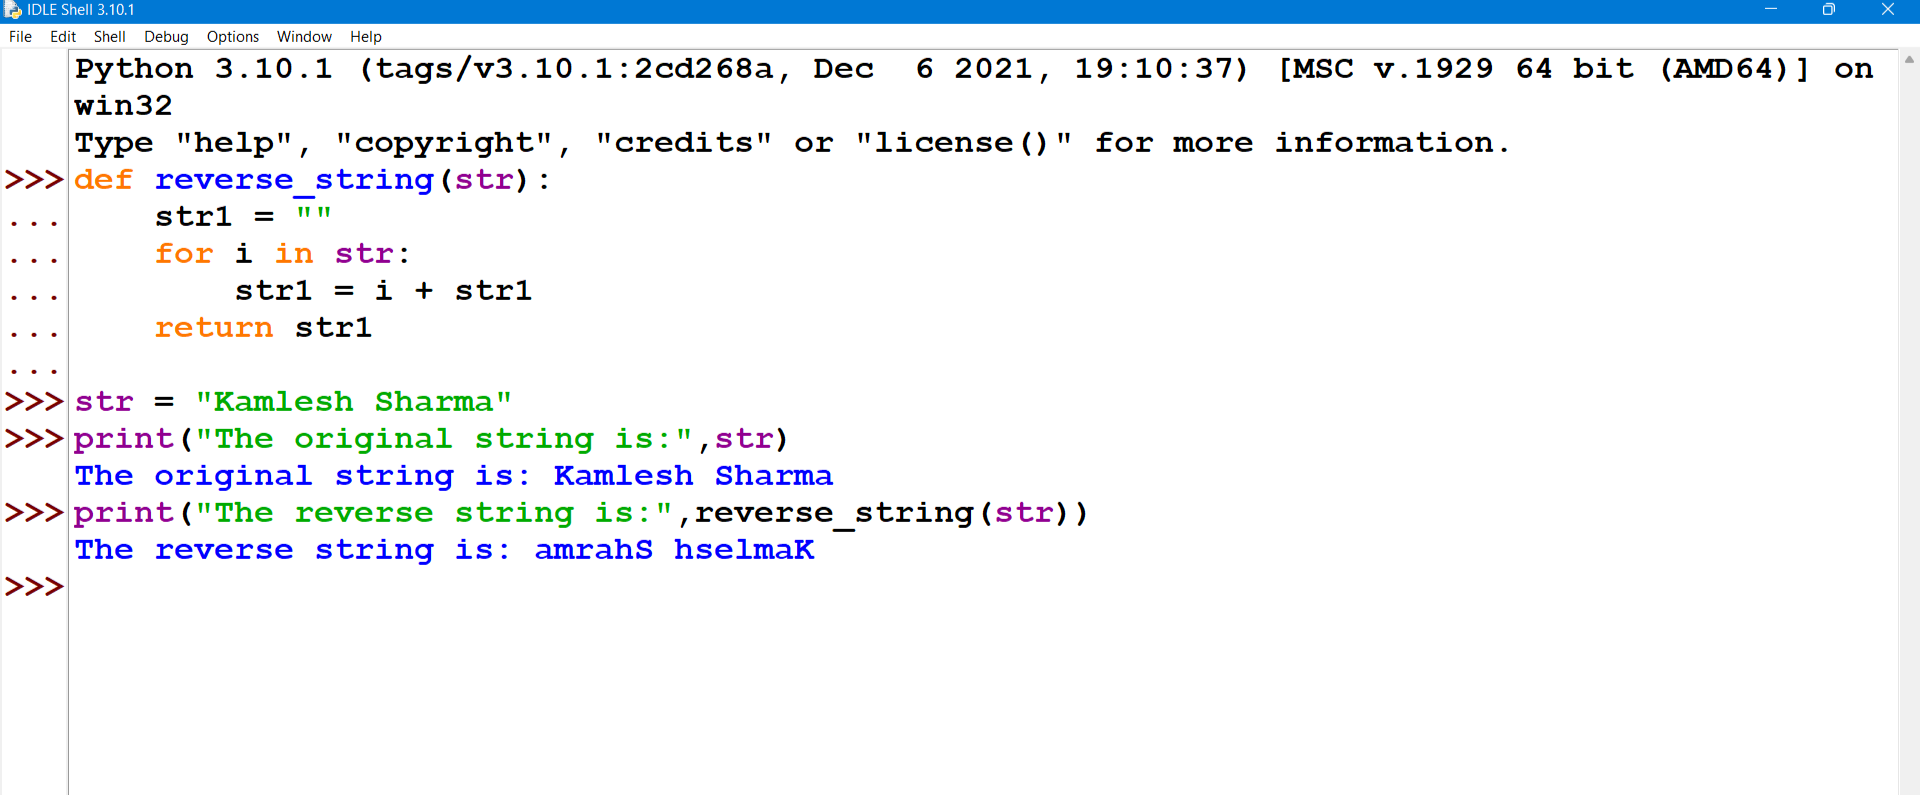 IDLE Shell 3.10.1
File Edit Shell Debug Options Window Help
Python 3.10.1 (tags/v3.10.1:2cd268a, Dec  6 2021, 19:10:37) [MSC v.1929 64 bit (AMD64)] on
win32
Type "help", "copyright", "credits" or "license()" for more information.
>>> def reverse_string(str):
...     str1 = ""
...     for i in str:
...         str1 = i + str1
...     return str1
...
>>> str = "Kamlesh Sharma"
>>> print("The original string is:",str)
The original string is: Kamlesh Sharma
>>> print("The reverse string is:",reverse_string(str))
The reverse string is: amrahS hselmaK
>>>